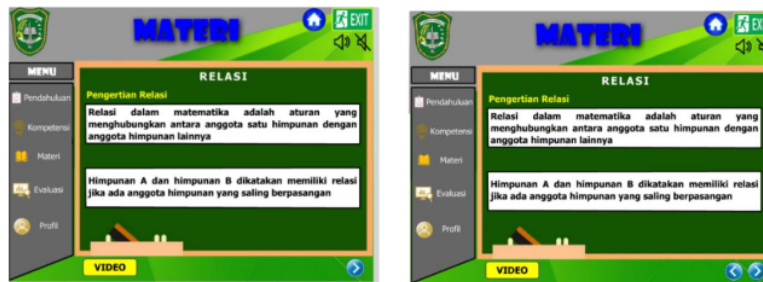 MATERI
EXIT
MENU
RELASI
Pendahuluan
Pengertian Relasi
Relasi dalam matematika adalah aturan yang
menghubungkan antara anggota satu himpunan dengan
anggota himpunan lainnya
Kompetensi
Materi
Himpunan A dan himpunan B dikatakan memiliki relasi
jika ada anggota himpunan yang saling berpasangan
Evaluasi
Profil
VIDEO
MATERI
EX
MENU
RELASI
Pendahuluan
Pengertian Relasi
Relasi dalam matematika adalah aturan yang
menghubungkan antara anggota satu himpunan dengan
anggota himpunan lainnya
Kompetensi
Materi
Himpunan A dan himpunan B dikatakan memiliki relasi
jika ada anggota himpunan yang saling berpasangan
Evaluasi
Profil
VIDEO